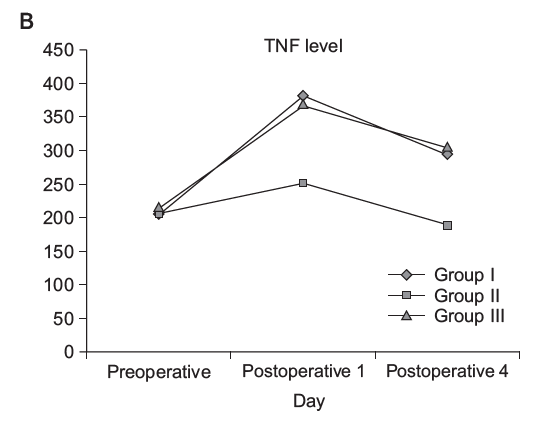 B
TNF level
450
400
350
300
250
200
150
100
50
0
Group I
Group II
Group III
Preoperative
Postoperative 1
Postoperative 4
Day